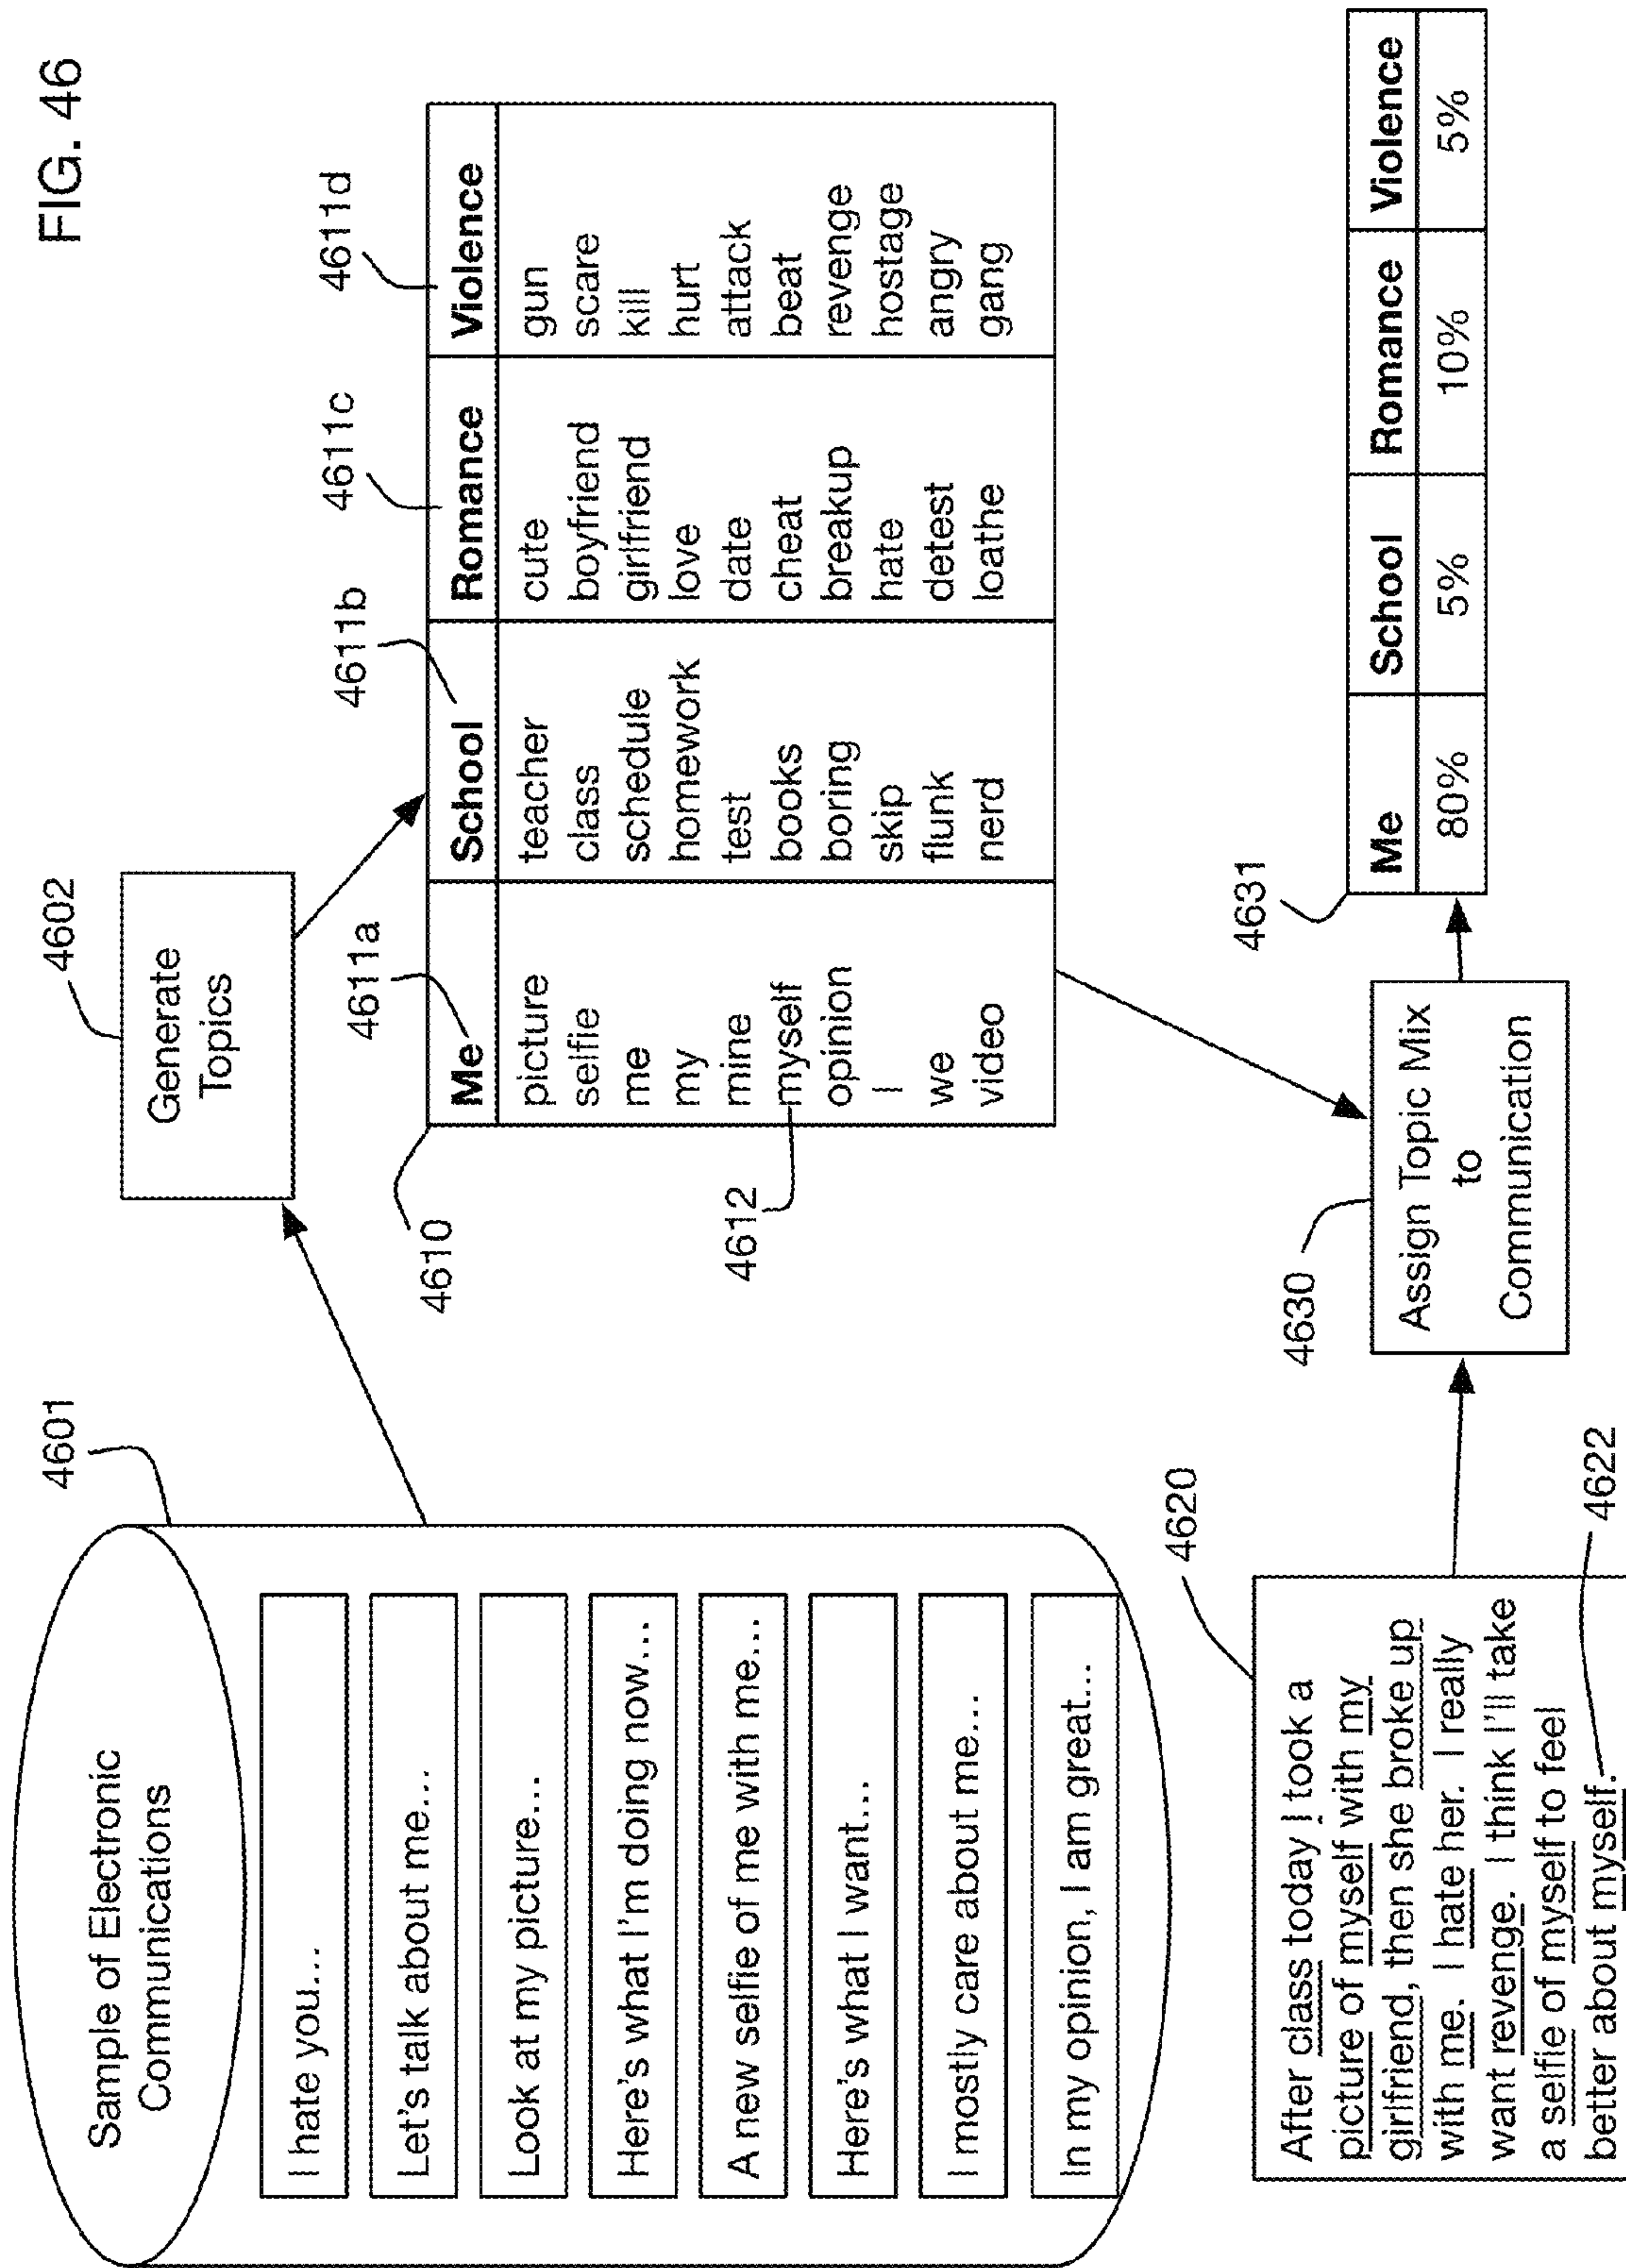 FIG. 46
4601
Sample of Electronic
Communications
I hate you...
Let's talk about me...
Look at my picture...
Here's what I'm doing now...
A new selfie of me with me...
Here's what I want...
I mostly care about me...
In my opinion, I am great...
4602
Generate
Topics
4610
4611a
4611b
4611c
4611d
4612
Me School Romance Violence
picture teacher cute gun
selfie class boyfriend scare
me schedule girlfriend kill
my homework love hurt
mine test date attack
myself books cheat beat
opinion boring breakup revenge
I skip hate hostage
we flunk detest angry
video nerd loathe gang
4620
After class today I took a
picture of myself with my
girlfriend, then she broke up
with me. I hate her. I really
want revenge. I think I'll take
a selfie of myself to feel
better about myself.
4622
4630
Assign Topic Mix
to
Communication
4631
Me School Romance Violence
80% 5% 10% 5%